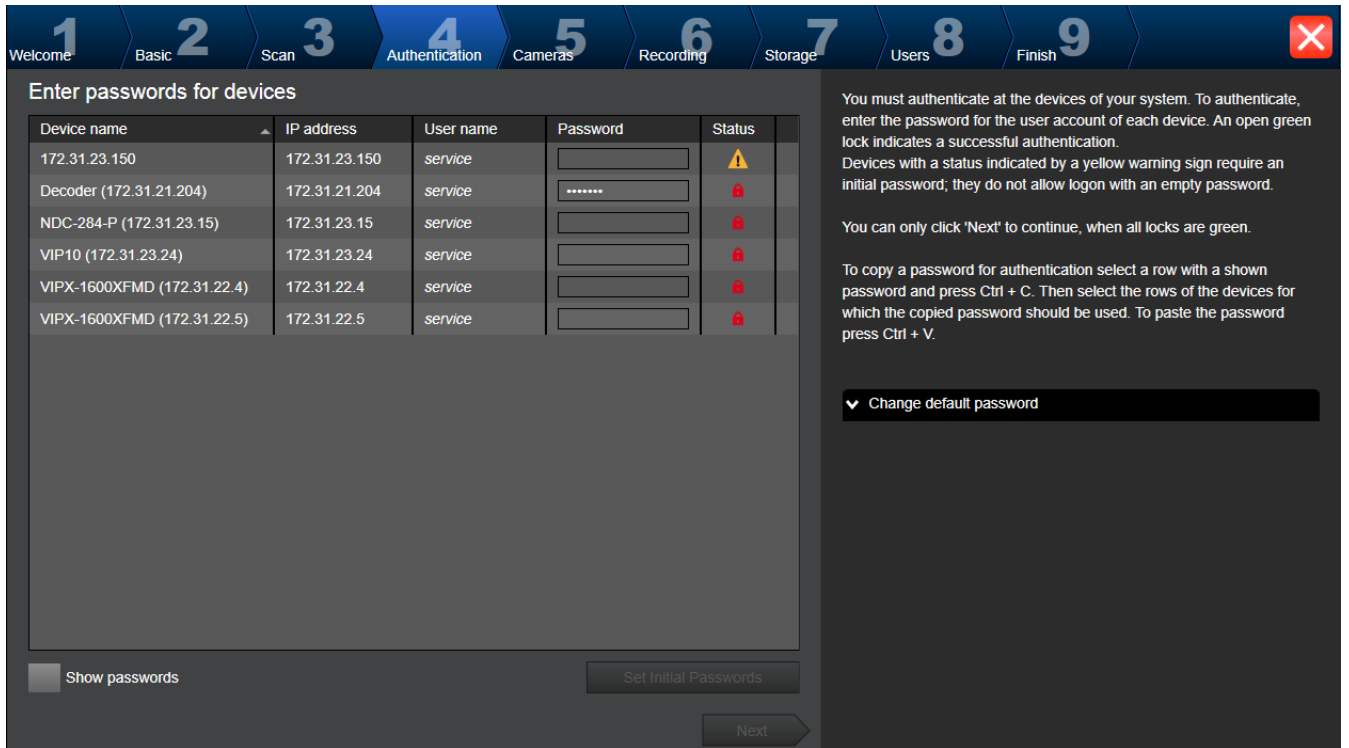 1 2 3 4 5 6 7 8 9
Welcome Basic Scan Authentication Cameras Recording Storage Users Finish
Enter passwords for devices
Device name IP address User name Password Status
172.31.23.150 172.31.23.150 service
Decoder (172.31.21.204) 172.31.21.204 service •••••••
NDC-284-P (172.31.23.15) 172.31.23.15 service
VIP10 (172.31.23.24) 172.31.23.24 service
VIPX-1600XFMD (172.31.22.4) 172.31.22.4 service
VIPX-1600XFMD (172.31.22.5) 172.31.22.5 service
Show passwords
Set Initial Passwords
Next
You must authenticate at the devices of your system. To authenticate,
enter the password for the user account of each device. An open green
lock indicates a successful authentication.
Devices with a status indicated by a yellow warning sign require an
initial password; they do not allow logon with an empty password.
You can only click 'Next' to continue, when all locks are green.
To copy a password for authentication select a row with a shown
password and press Ctrl + C. Then select the rows of the devices for
which the copied password should be used. To paste the password
press Ctrl + V.
Change default password